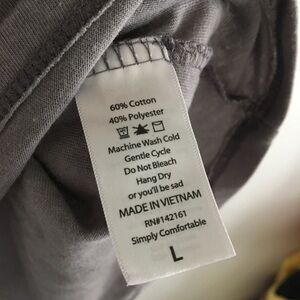 60% Cotton
40% Polyester
Machine Wash Cold
Gentle Cycle
Do Not Bleach
Hang Dry
or you'll be sad
MADE IN VIETNAM
RN#142161
Simply Comfortable
L